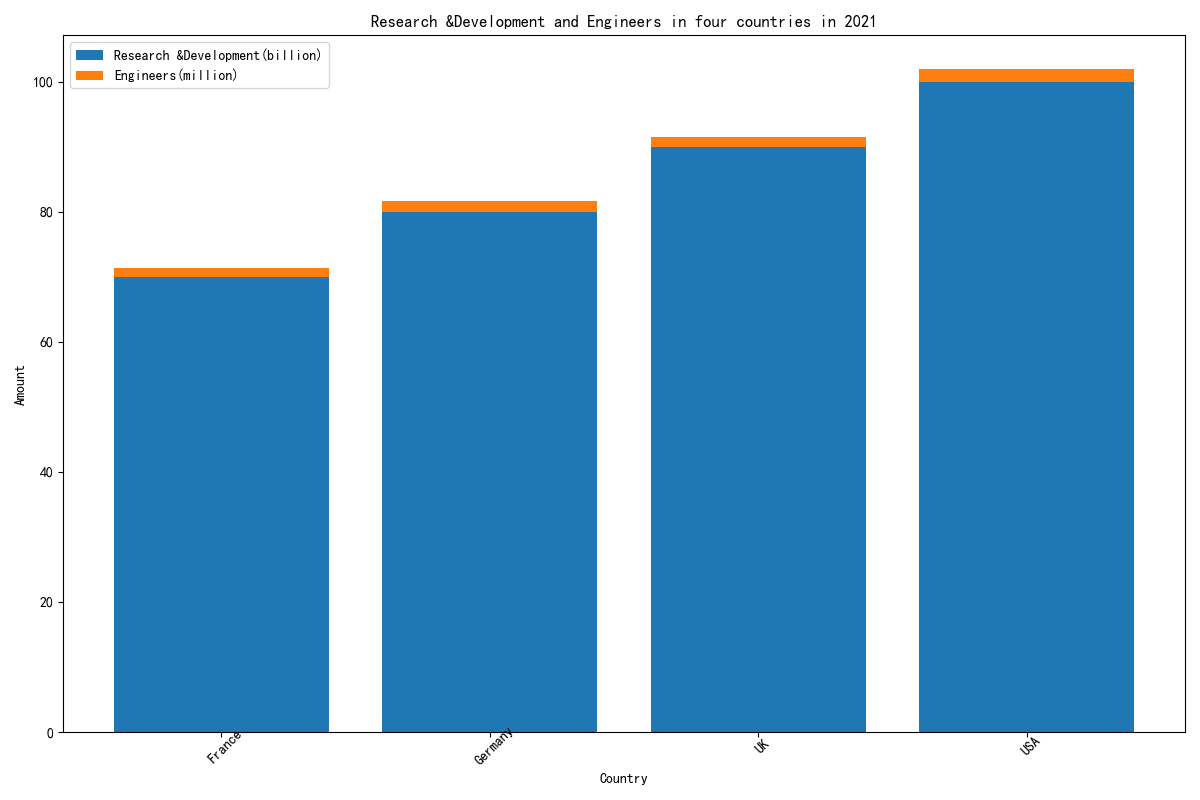 Research &Development and Engineers in four countries in 2021
Research &Development(billion)
Engineers(million)
100
80
60
40
20
0
Amount
France
Germany
UK
USA
Country